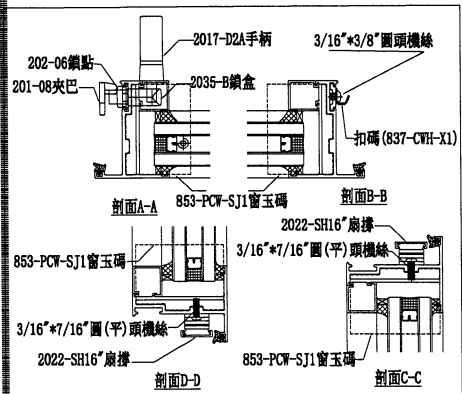 2017-D2A手柄
3/16"*3/8"圓頭機絲
202-06鎖點
201-08夾巴
2035-B鎖盒
扣碼(837-CWH-X1)
853-PCW-SJ1窗玉碼
剖面A-A
剖面B-B
2022-SH16"扇撐
853-PCW-SJ1窗玉碼
3/16"*7/16"圓(平)頭機絲
3/16"*7/16"圓(平)頭機絲
2022-SH16"扇撐
853-PCW-SJ1窗玉碼
剖面D-D
剖面C-C